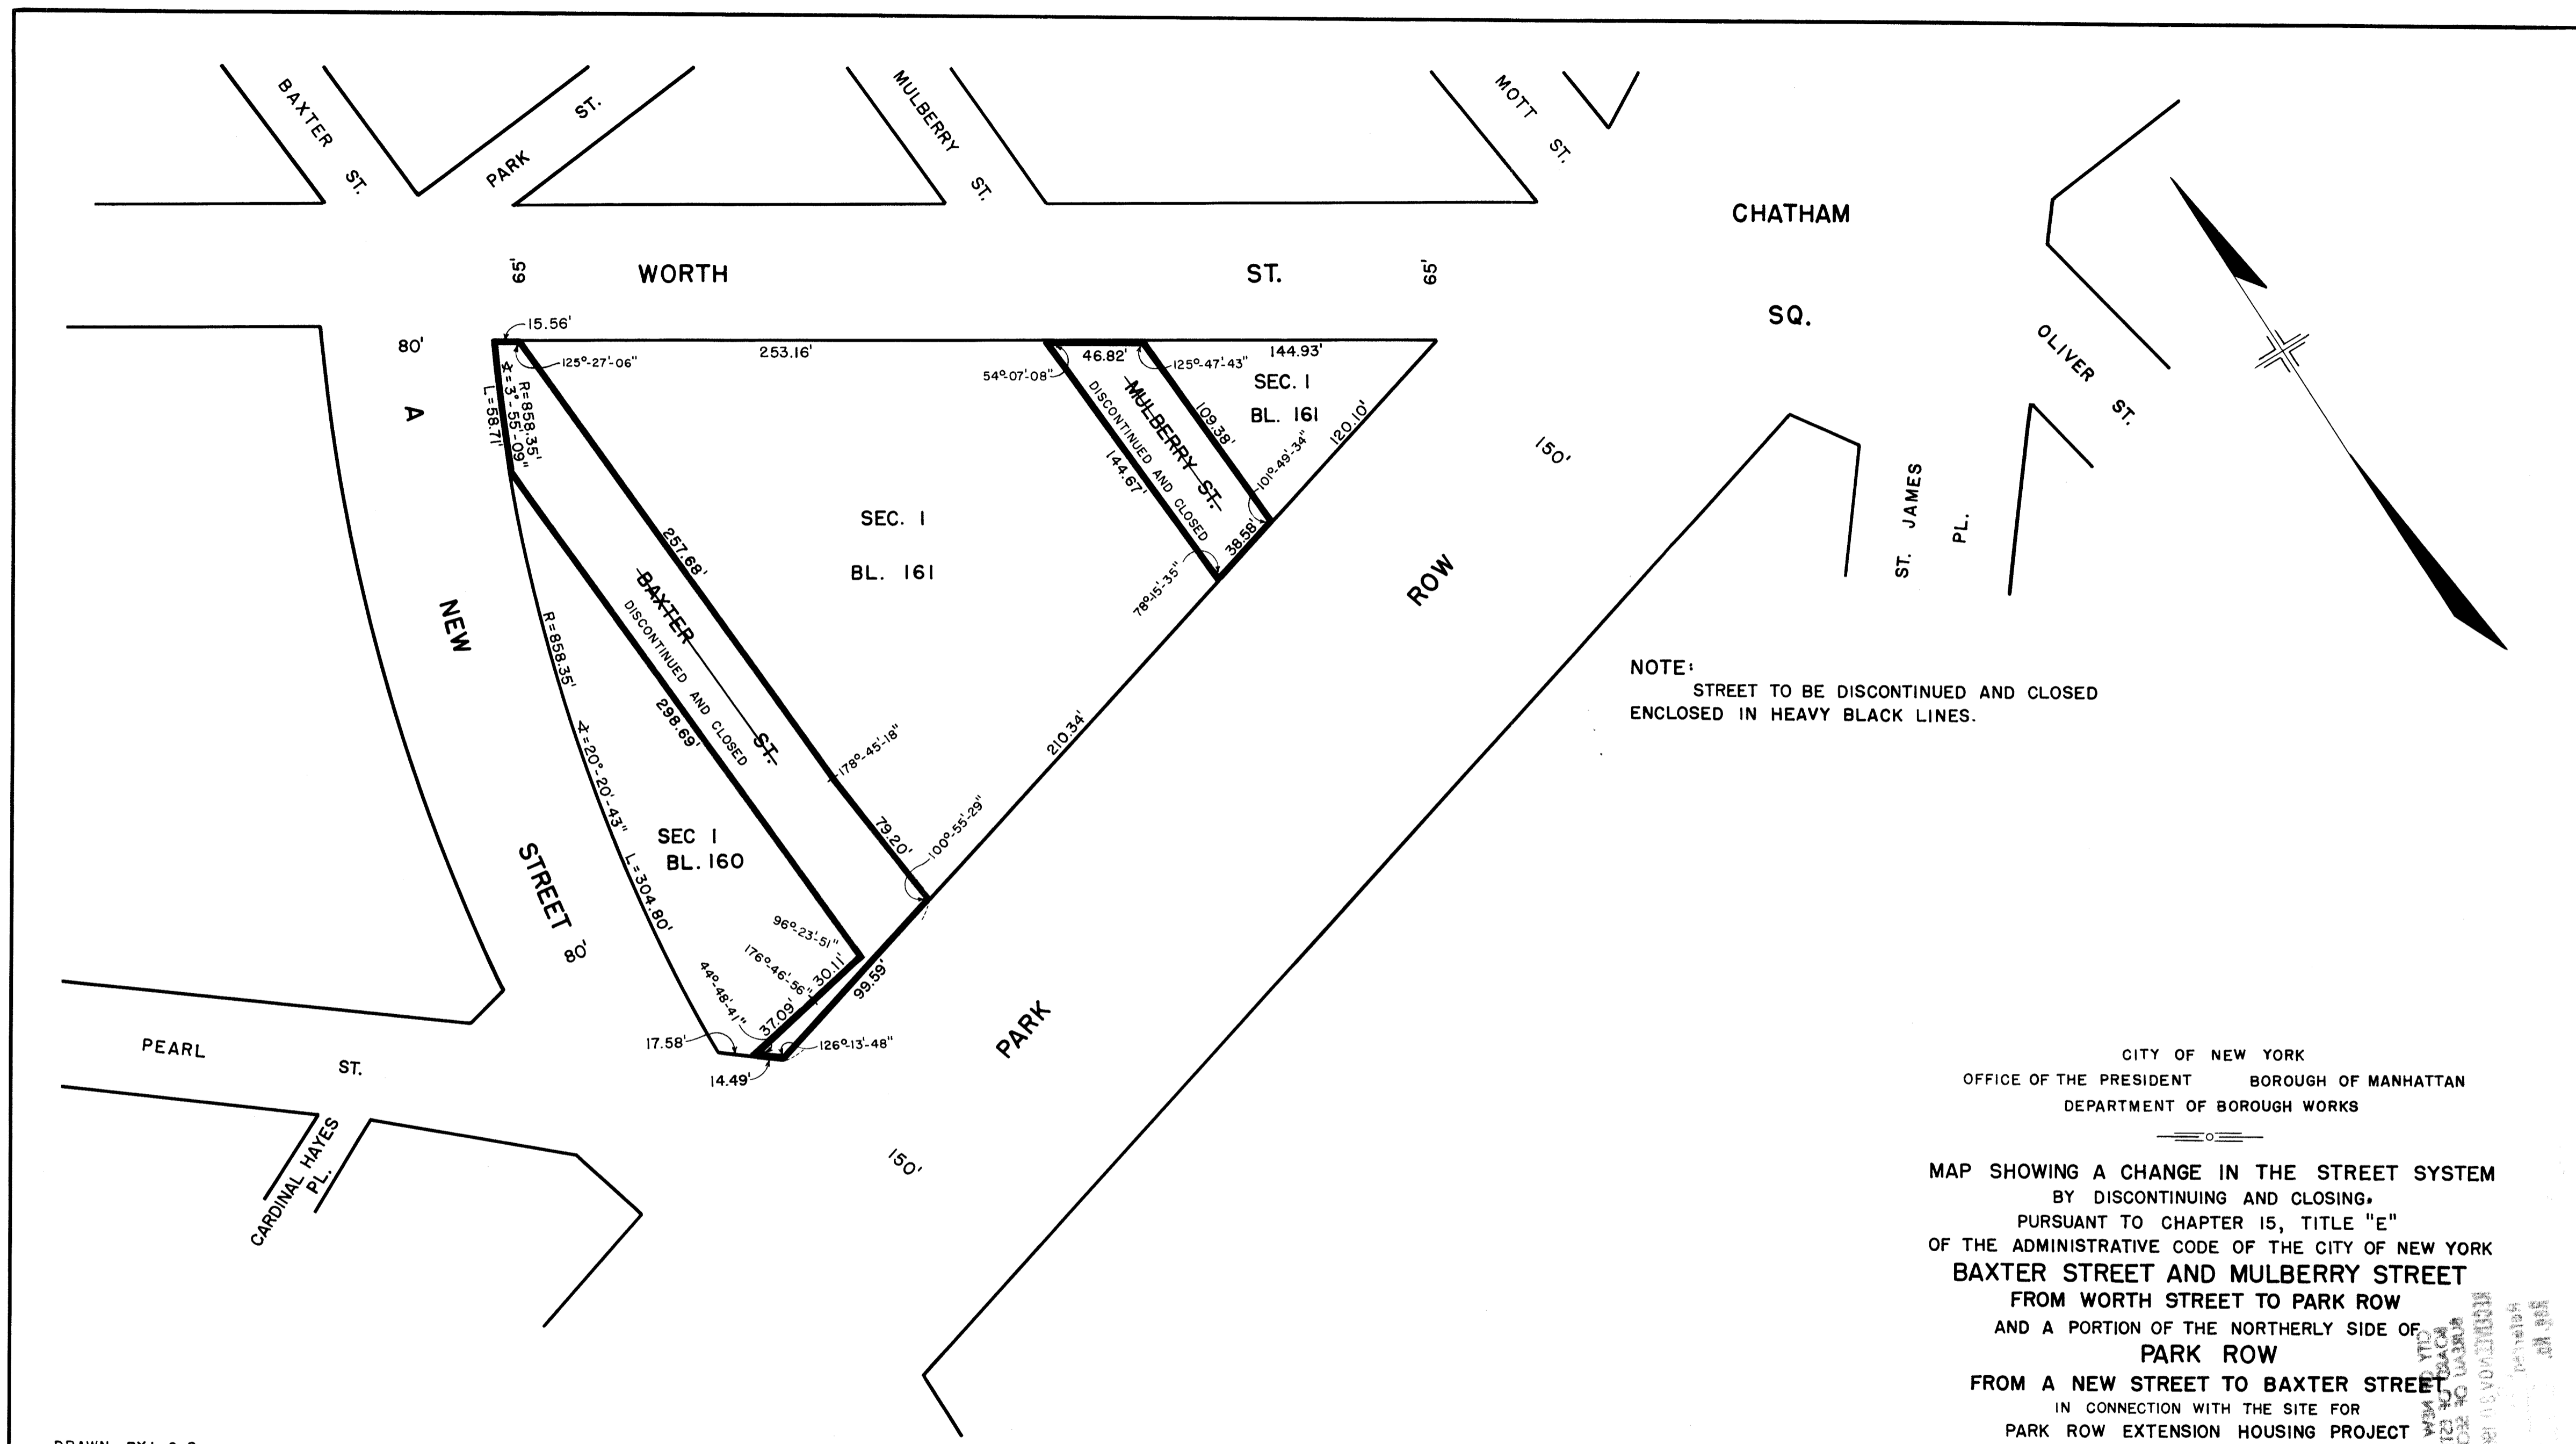 BAXTER ST.
PARK ST.
MULBERRY ST.
MOTT ST.
CHATHAM
SQ.
65'
WORTH ST.
65'
OLIVER ST.
80'
15.56'
125°-27'-06"
253.16'
46.82'
54°-07'-08"
125°-47'-43"
144.93'
SEC. 1
BL. 161
109.38'
120.10'
101°-49'-34"
MULBERRY ST.
DISCONTINUED AND CLOSED
144.67'
38.58'
78°-15'-35"
R=858.35'
∡=3°-55'-09"
L=58.71'
A
NEW
STREET
80'
SEC. 1
BL. 161
257.68'
BAXTER ST.
DISCONTINUED AND CLOSED
298.69'
R=858.35'
∡=20°-20'-43"
L=304.80'
178°-45'-18"
79.20'
100°-55'-29"
210.34'
150'
ROW
ST. JAMES
PL.
NOTE:
STREET TO BE DISCONTINUED AND CLOSED
ENCLOSED IN HEAVY BLACK LINES.
SEC 1
BL. 160
96°-23'-51"
176°-46'-56"
44°-48'-41"
30.11'
37.09'
99.59'
17.58'
126°-13'-48"
14.49'
PARK
150'
PEARL ST.
CARDINAL HAYES
PL.
CITY OF NEW YORK
OFFICE OF THE PRESIDENT BOROUGH OF MANHATTAN
DEPARTMENT OF BOROUGH WORKS
MAP SHOWING A CHANGE IN THE STREET SYSTEM
BY DISCONTINUING AND CLOSING.
PURSUANT TO CHAPTER 15, TITLE "E"
OF THE ADMINISTRATIVE CODE OF THE CITY OF NEW YORK
BAXTER STREET AND MULBERRY STREET
FROM WORTH STREET TO PARK ROW
AND A PORTION OF THE NORTHERLY SIDE OF
PARK ROW
FROM A NEW STREET TO BAXTER STREET
IN CONNECTION WITH THE SITE FOR
PARK ROW EXTENSION HOUSING PROJECT